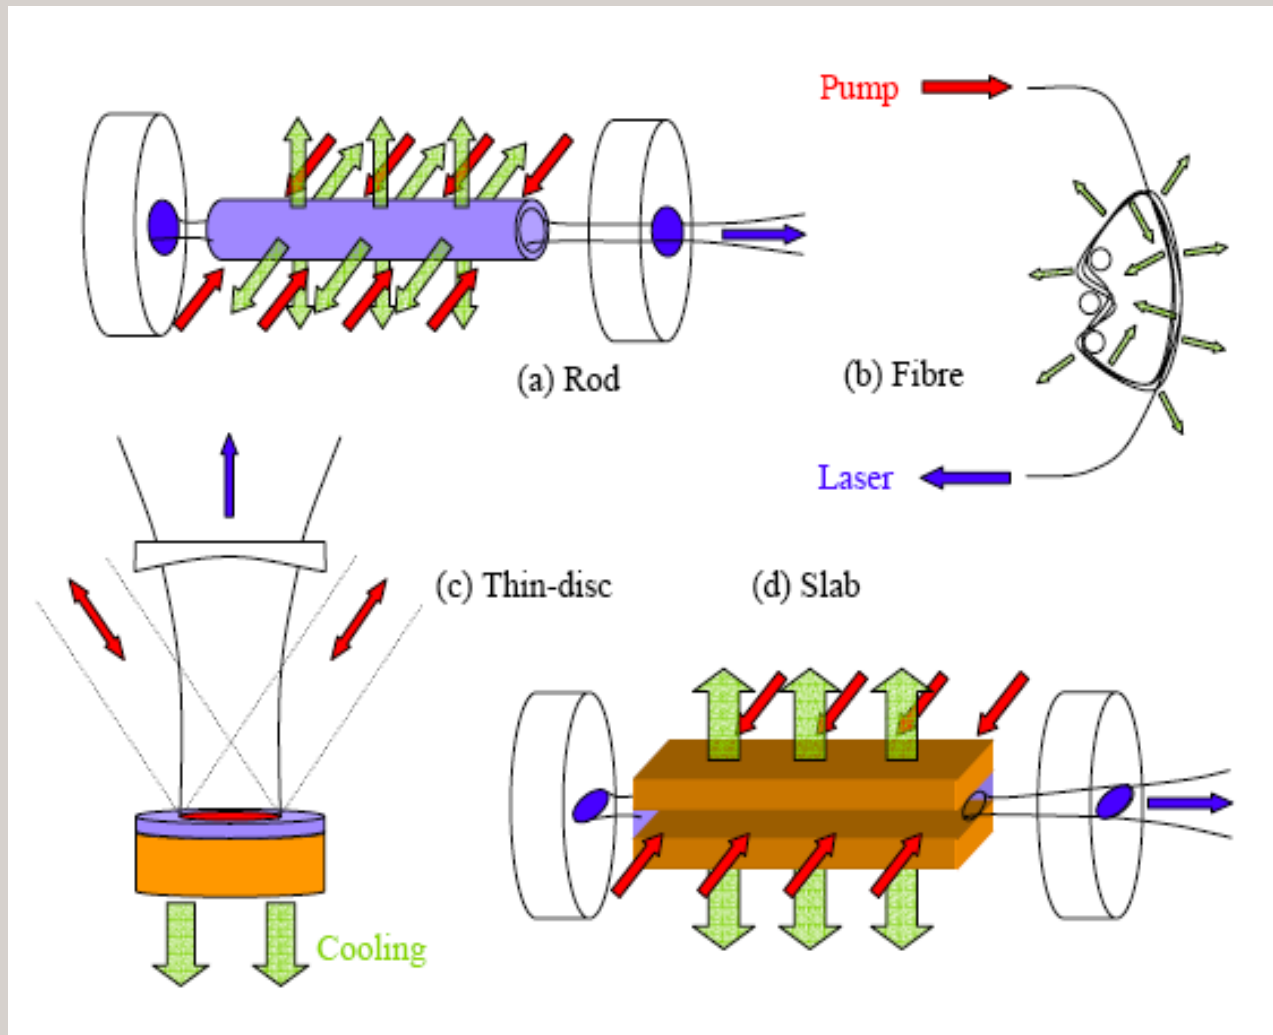 Pump
(a) Rod
(b) Fibre
Laser
(c) Thin-disc
(d) Slab
Cooling